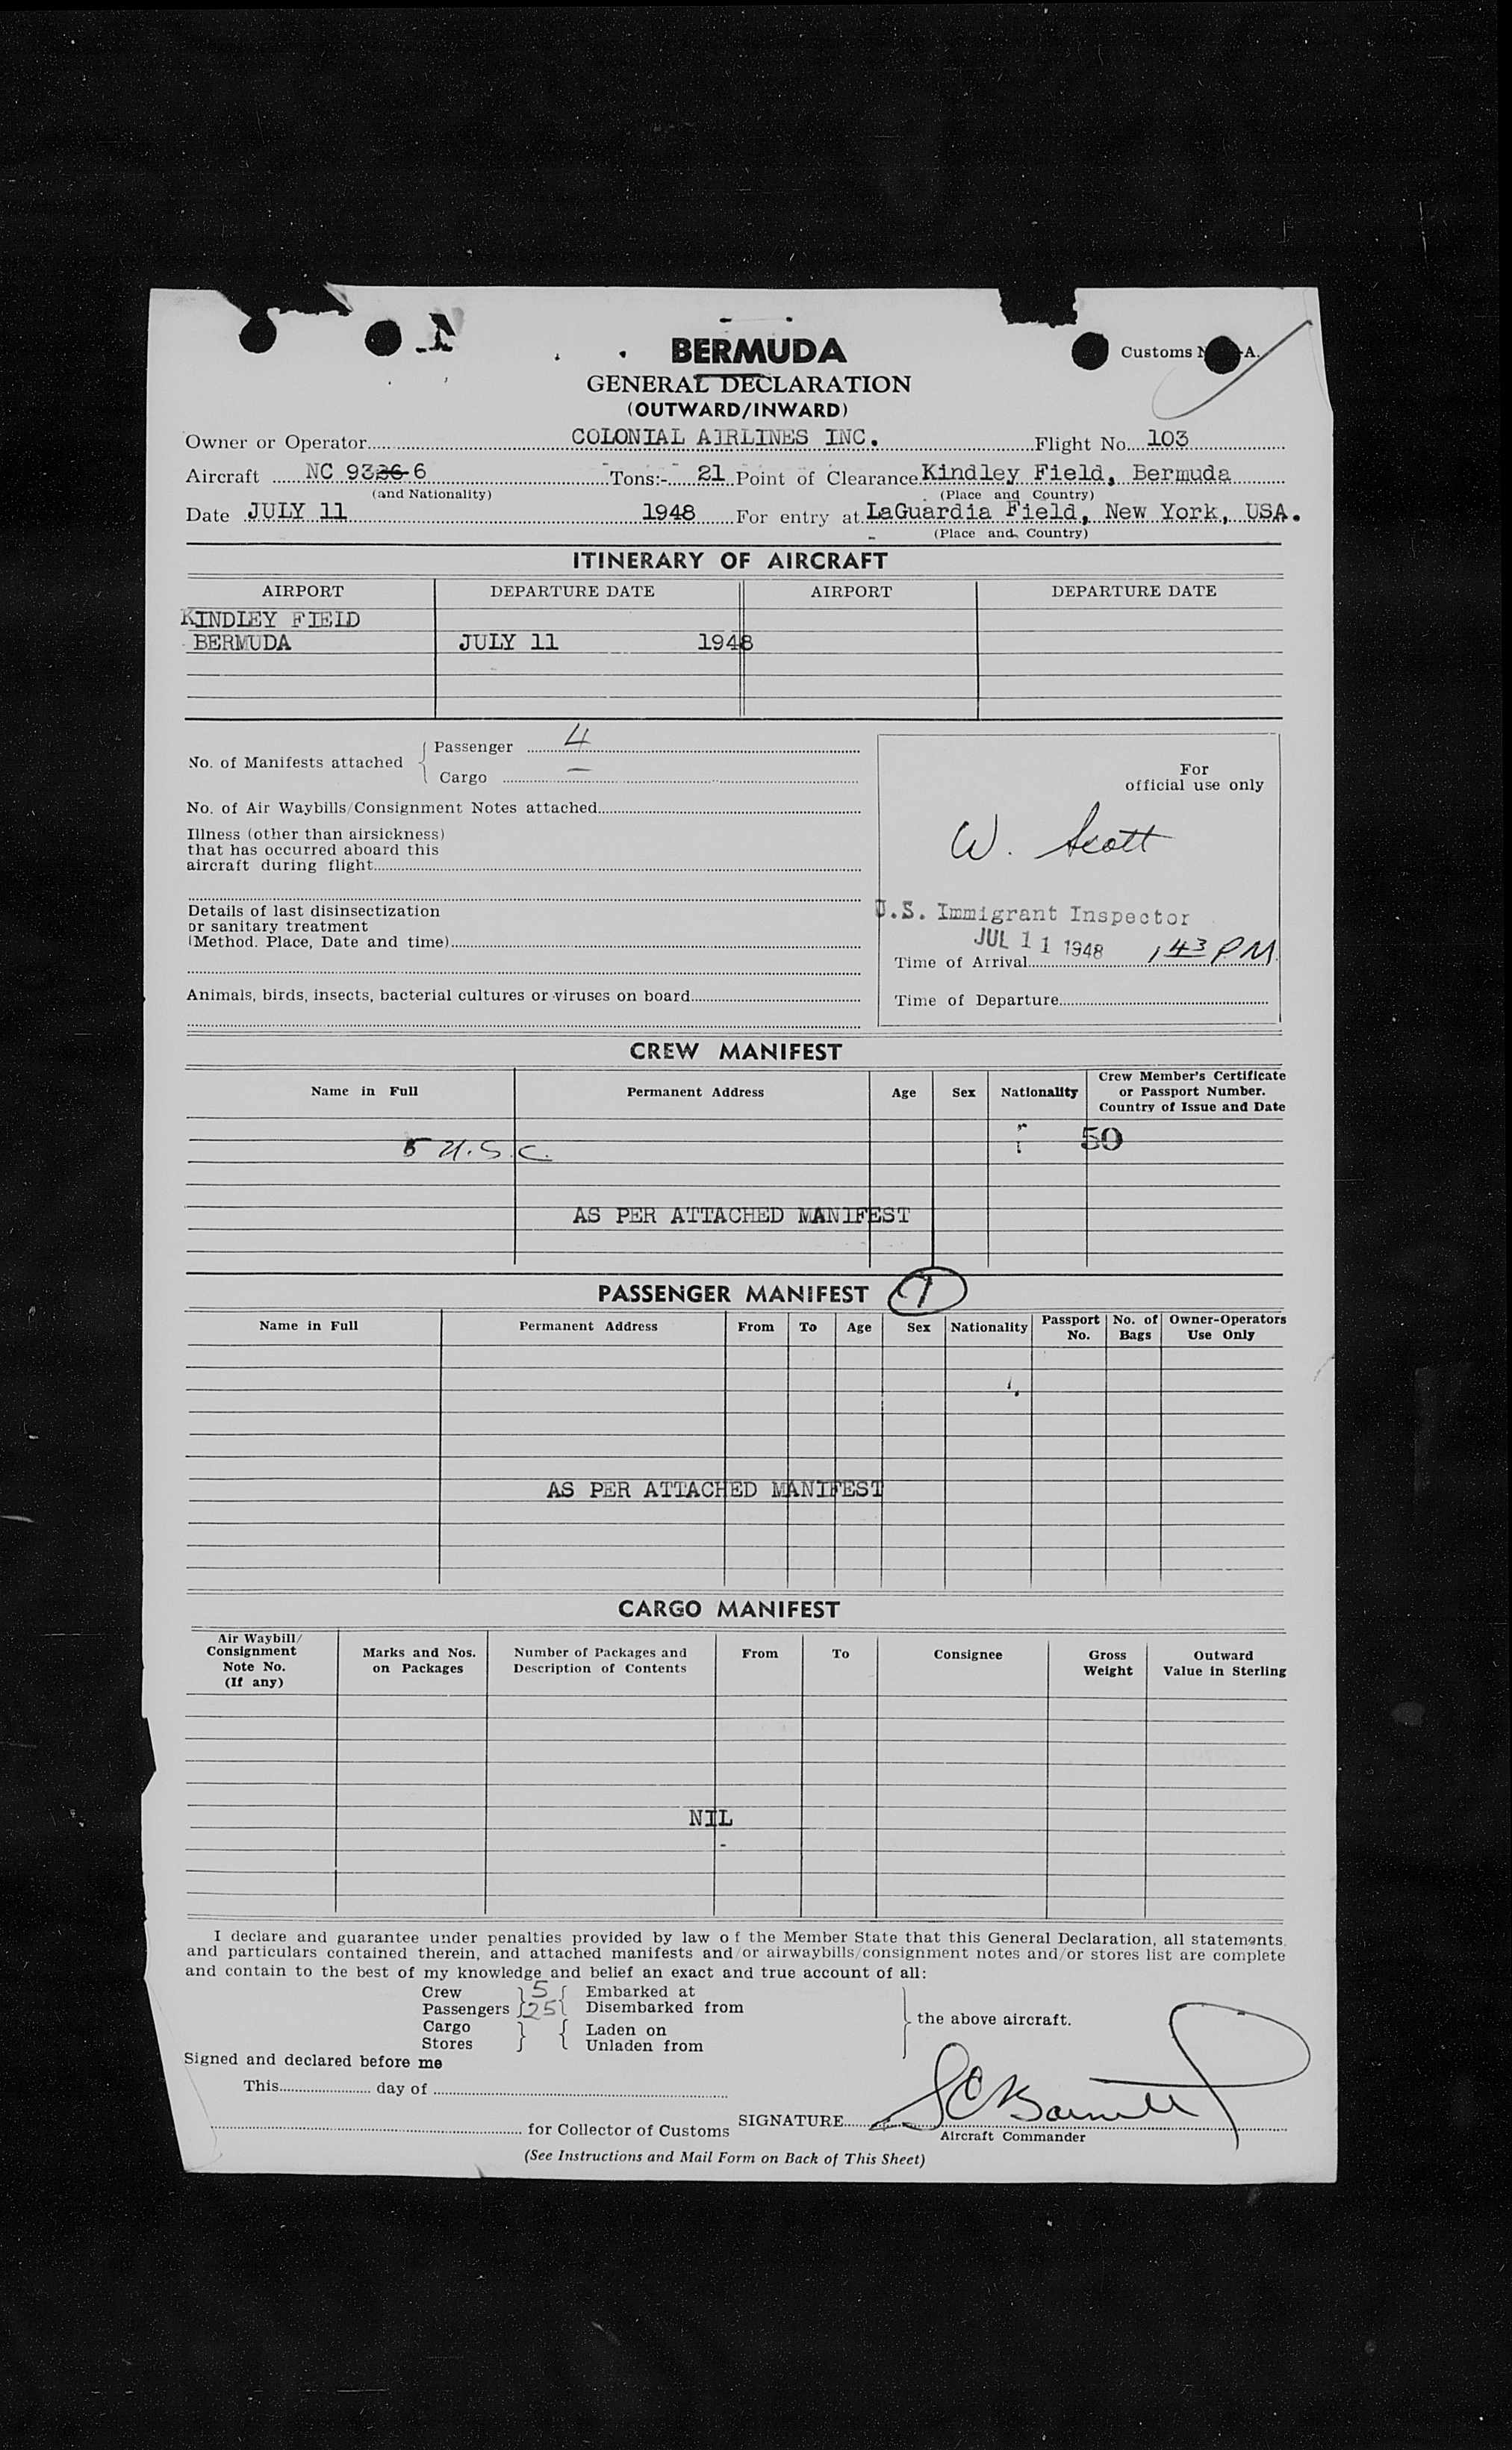 BERMUDA
Customs
GENERAL DECLARATION
(OUTWARD/INWARD)
Owner or Operator COLONIAL AIRLINES INC. Flight No. 103
Aircraft NC 9336 6 Tons:- 21 Point of Clearance Kindley Field, Bermuda
(and Nationality) (Place and Country)
Date JULY 11 1948 For entry at LaGuardia Field, New York, USA.
(Place and Country)
ITINERARY OF AIRCRAFT
AIRPORT DEPARTURE DATE AIRPORT DEPARTURE DATE
KINDLEY FIELD
BERMUDA JULY 11 1948
No. of Manifests attached { Passenger 4
Cargo —
No. of Air Waybills/Consignment Notes attached
Illness (other than airsickness)
that has occurred aboard this
aircraft during flight
Details of last disinsectization
or sanitary treatment
(Method. Place, Date and time)
Animals, birds, insects, bacterial cultures or viruses on board
For
official use only
W. Scott
U.S. Immigrant Inspector
JUL 11 1948 1 43 PM
Time of Arrival
Time of Departure
CREW MANIFEST
Name in Full Permanent Address Age Sex Nationality Crew Member's Certificate
or Passport Number.
Country of Issue and Date
50
5 U.S.C.
AS PER ATTACHED MANIFEST
PASSENGER MANIFEST
Name in Full Permanent Address From To Age Sex Nationality Passport No. No. of Bags Owner-Operators Use Only
AS PER ATTACHED MANIFEST
CARGO MANIFEST
Air Waybill/
Consignment
Note No.
(If any)
Marks and Nos.
on Packages
Number of Packages and
Description of Contents
From To Consignee
Gross
Weight
Outward
Value in Sterling
NIL
I declare and guarantee under penalties provided by law of the Member State that this General Declaration, all statements
and particulars contained therein, and attached manifests and/or airwaybills/consignment notes and/or stores list are complete
and contain to the best of my knowledge and belief an exact and true account of all:
Crew } 5 { Embarked at
Passengers } 25 { Disembarked from
Cargo } { Laden on
Stores } { Unladen from
} the above aircraft.
Signed and declared before me
This day of
for Collector of Customs
SIGNATURE
Aircraft Commander
(See Instructions and Mail Form on Back of This Sheet)